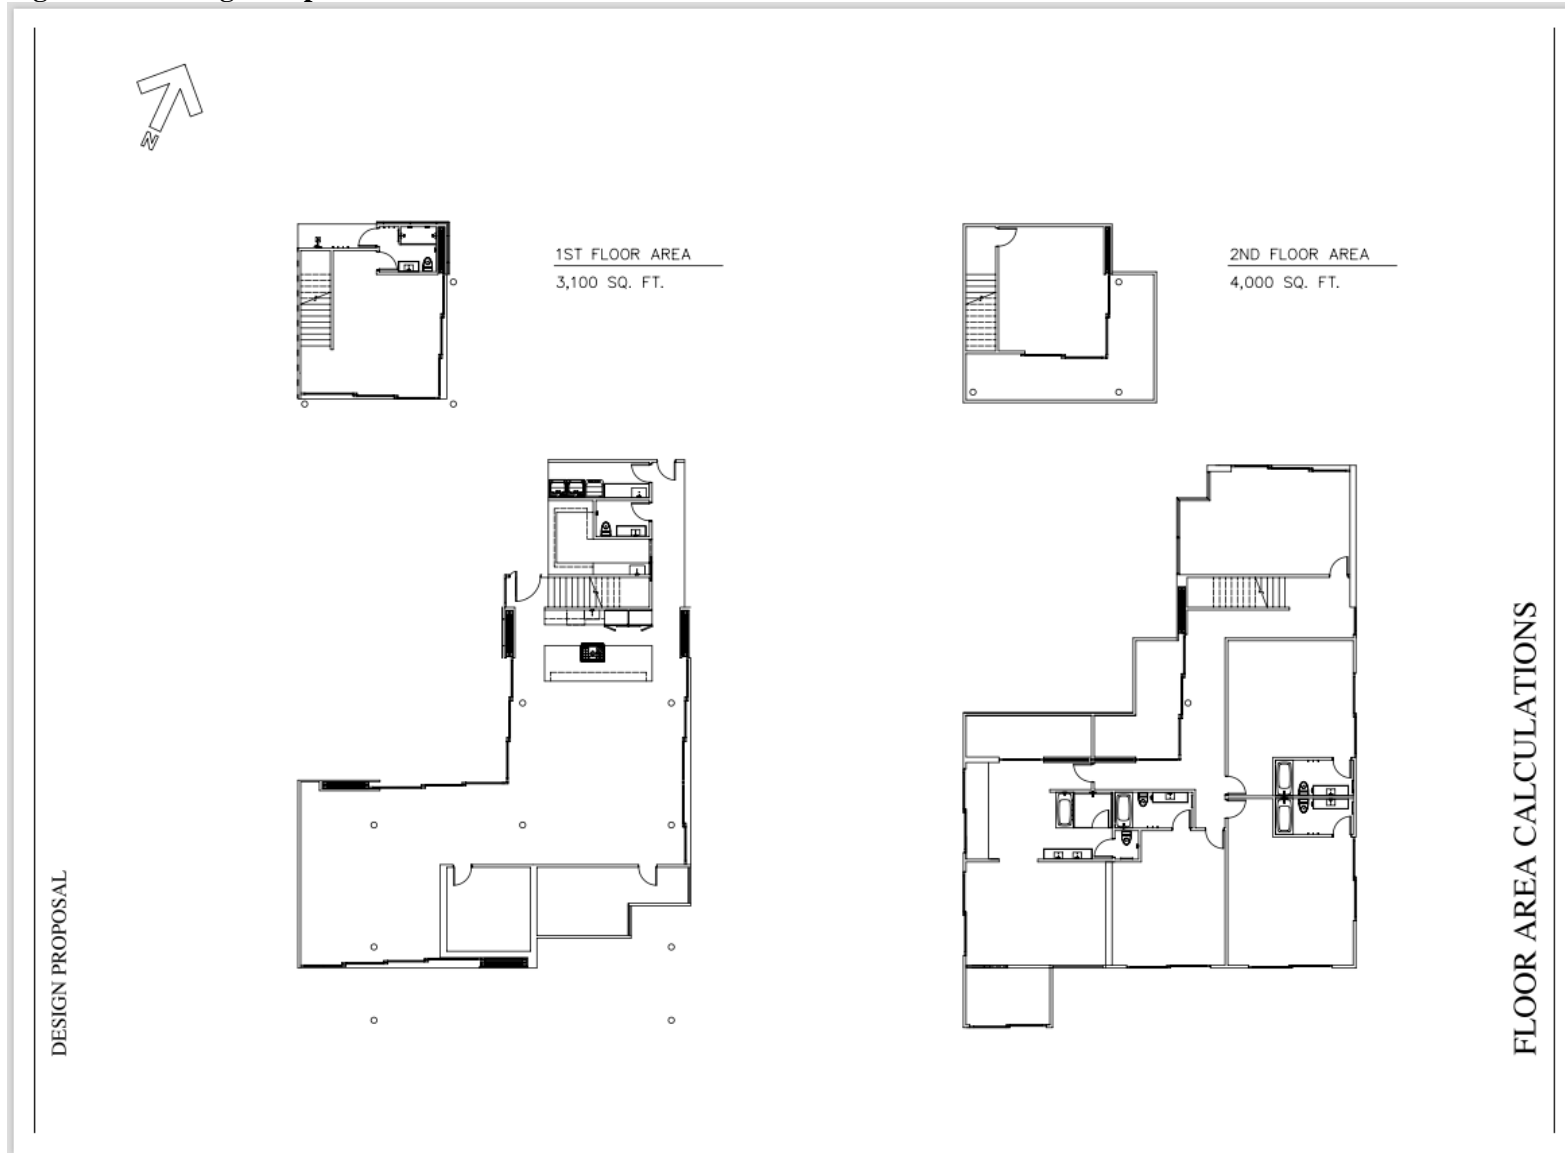 N
1ST FLOOR AREA
3,100 SQ. FT.
2ND FLOOR AREA
4,000 SQ. FT.
DESIGN PROPOSAL
FLOOR AREA CALCULATIONS